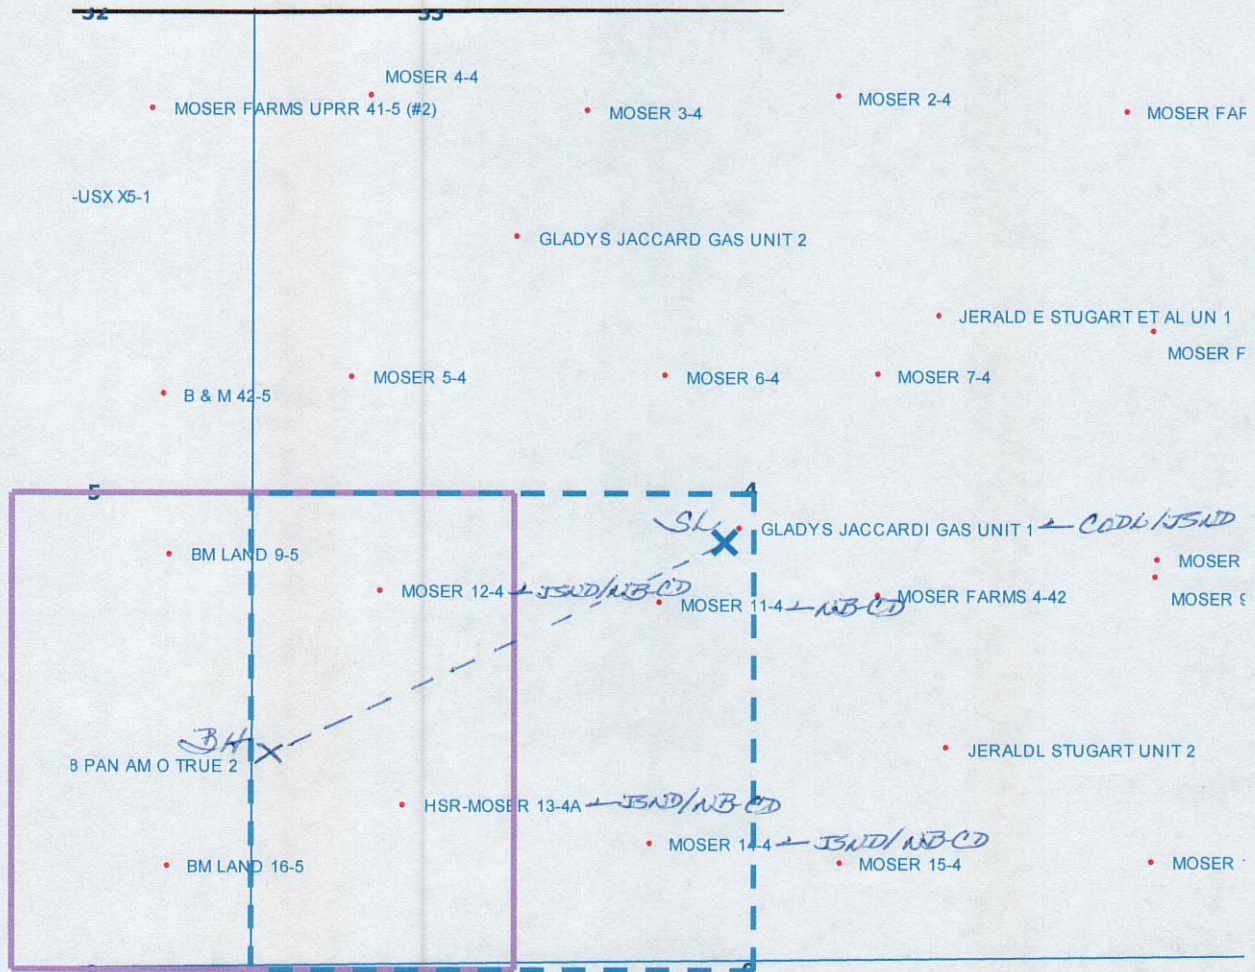 32 33
MOSER 4-4
MOSER FARMS UPRR 41-5 (#2)
MOSER 3-4
MOSER 2-4
MOSER FAR
-USX X5-1
GLADYS JACCARD GAS UNIT 2
JERALD E STUGART ET AL UN 1
MOSER F
MOSER 5-4
MOSER 6-4
MOSER 7-4
B & M 42-5
5 4
SL
GLADYS JACCARDI GAS UNIT 1 CODL/JSND
BM LAND 9-5
MOSER
MOSER 12-4 JSND/NB-CD
MOSER 11-4 NB-CD
MOSER FARMS 4-42
MOSER 9
BH
B PAN AM O TRUE 2
JERALDL STUGART UNIT 2
HSR-MOSER 13-4A JSND/NB-CD
MOSER 14-4 JSND/NB-CD
BM LAND 16-5
MOSER 15-4
MOSER